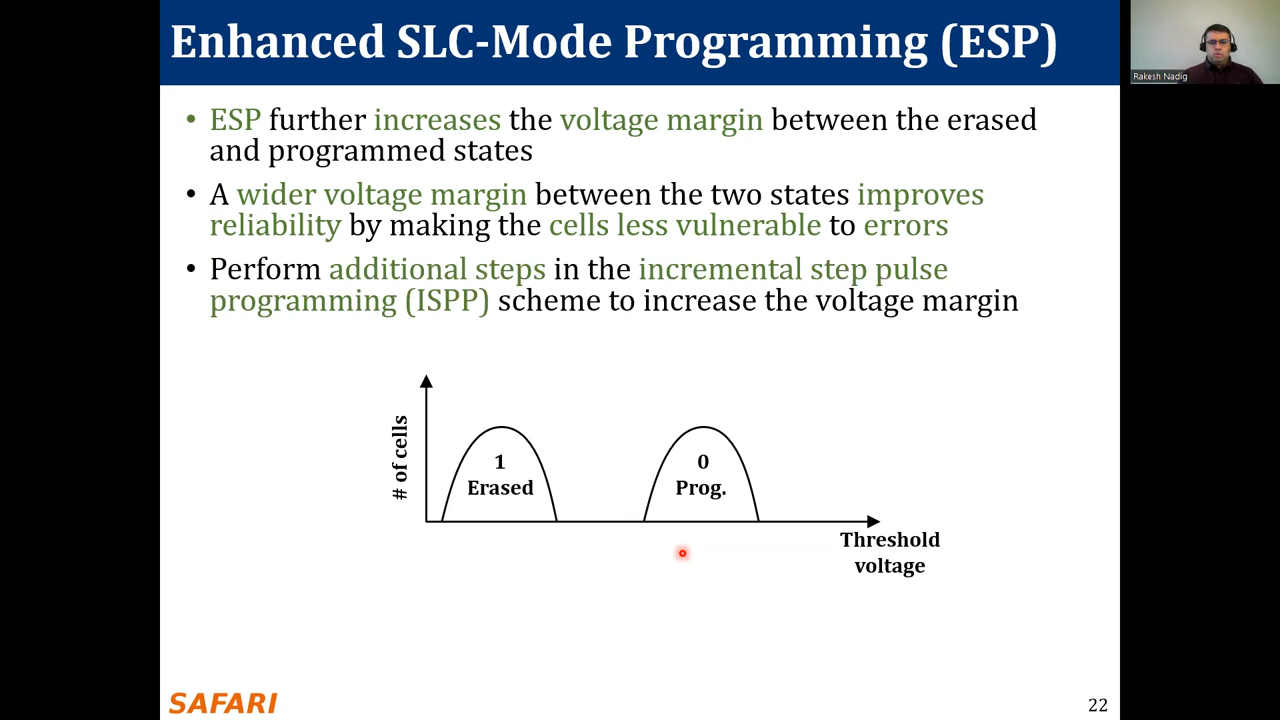 Enhanced SLC-Mode Programming (ESP)
Rakesh Nadig
• ESP further increases the voltage margin between the erased
and programmed states
• A wider voltage margin between the two states improves
reliability by making the cells less vulnerable to errors
• Perform additional steps in the incremental step pulse
programming (ISPP) scheme to increase the voltage margin
# of cells
1
Erased
0
Prog.
Threshold
voltage
SAFARI
22